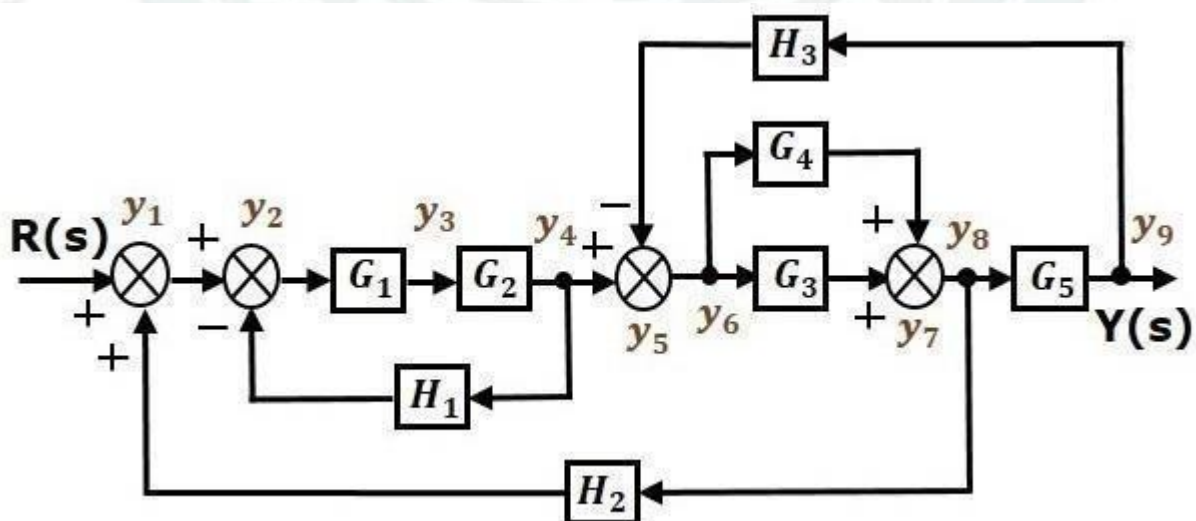 H₃
G₄
R(s)
y₁
+
y₂
G₁
y₃
G₂
y₄
+
−
y₅
y₆
G₃
+
+
y₇
y₈
G₅
y₉
Y(s)
+
+
−
H₁
H₂